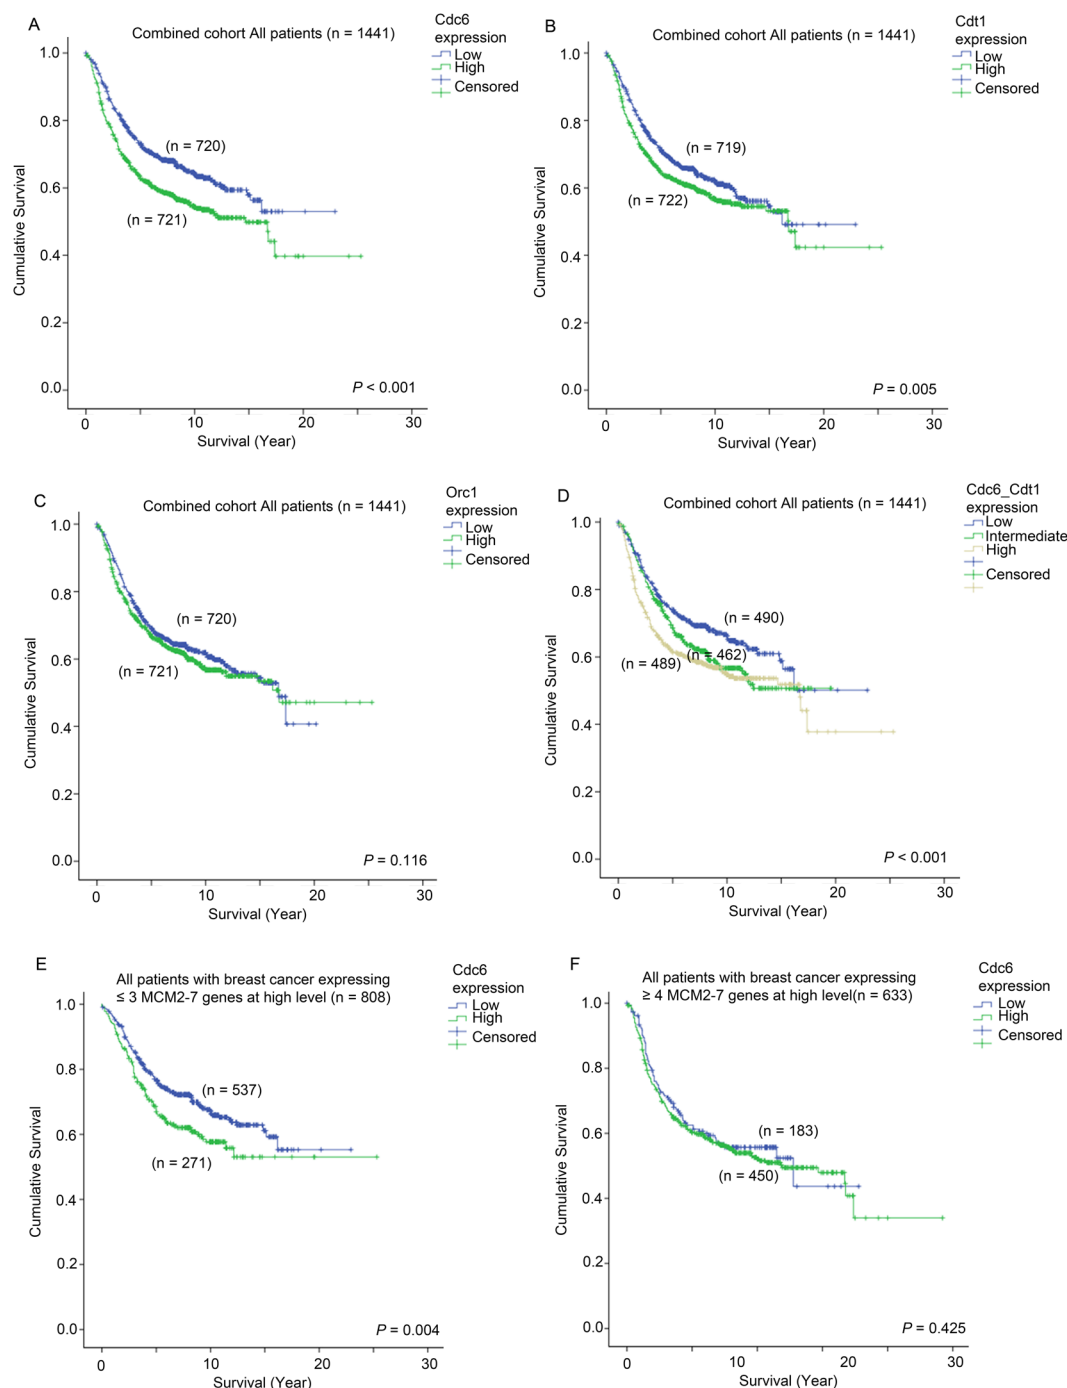 A
Combined cohort All patients (n = 1441)
Cdc6
expression
Low
High
Censored
1.0
0.8
0.6
0.4
0.2
0.0
Cumulative Survival
(n = 720)
(n = 721)
P < 0.001
0
10
20
30
Survival (Year)
B
Combined cohort All patients (n = 1441)
Cdt1
expression
Low
High
Censored
1.0
0.8
0.6
0.4
0.2
0.0
Cumulative Survival
(n = 719)
(n = 722)
P = 0.005
0
10
20
30
Survival (Year)
C
Combined cohort All patients (n = 1441)
Orc1
expression
Low
High
Censored
1.0
0.8
0.6
0.4
0.2
0.0
Cumulative Survival
(n = 720)
(n = 721)
P = 0.116
0
10
20
30
Survival (Year)
D
Combined cohort All patients (n = 1441)
Cdc6_Cdt1
expression
Low
Intermediate
High
Censored
1.0
0.8
0.6
0.4
0.2
0.0
Cumulative Survival
(n = 490)
(n = 462)
(n = 489)
P < 0.001
0
10
20
30
Survival (Year)
E
All patients with breast cancer expressing
≤ 3 MCM2-7 genes at high level (n = 808)
Cdc6
expression
Low
High
Censored
1.0
0.8
0.6
0.4
0.2
0.0
Cumulative Survival
(n = 537)
(n = 271)
P = 0.004
0
10
20
30
Survival (Year)
F
All patients with breast cancer expressing
≥ 4 MCM2-7 genes at high level(n = 633)
Cdc6
expression
Low
High
Censored
1.0
0.8
0.6
0.4
0.2
0.0
Cumulative Survival
(n = 183)
(n = 450)
P = 0.425
0
10
20
30
Survival (Year)